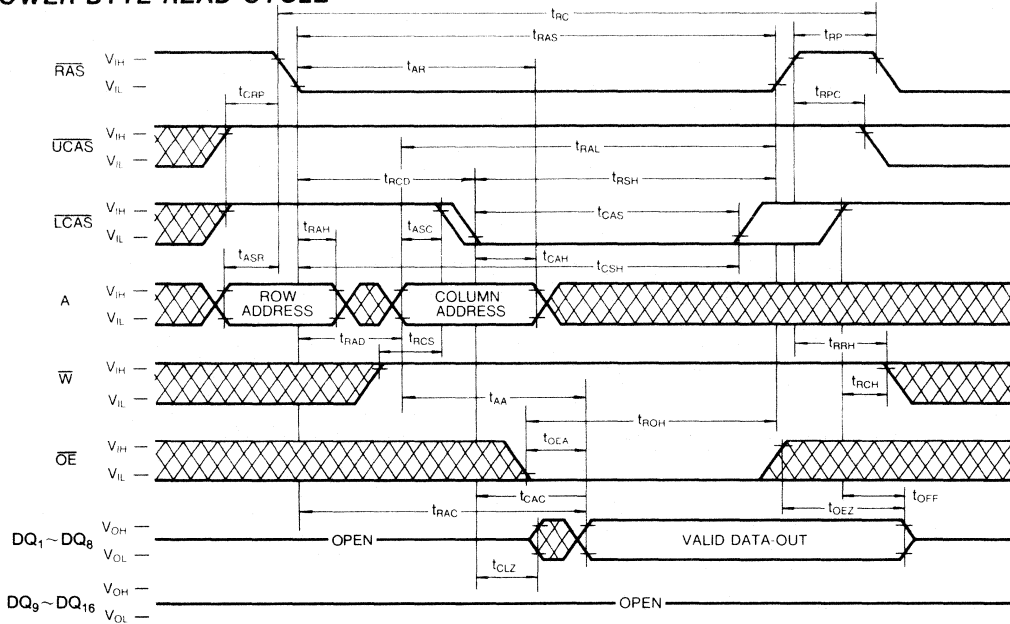 LOWER BYTE READ CYCLE
tRC
tRAS
tRP
tAR
RAS
VIH
VIL
tCRP
tRPC
UCAS
VIH
VIL
tRAL
tRCD
tRSH
LCAS
VIH
VIL
tCAS
tRAH
tASC
tASR
tCAH
tCSH
A
VIH
VIL
ROW
ADDRESS
COLUMN
ADDRESS
tRAD
tRCS
tRRH
W
VIH
VIL
tRCH
tAA
tROH
OE
VIH
VIL
tOEA
tCAC
tOFF
tRAC
tOEZ
DQ1~DQ8
VOH
VOL
OPEN
VALID DATA-OUT
tCLZ
DQ9~DQ16
VOH
VOL
OPEN